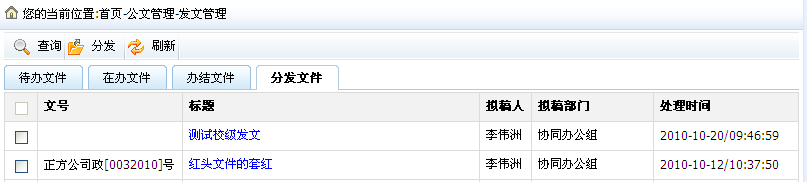 您的当前位置:首页-公文管理-发文管理
查询 分发 刷新
待办文件 在办文件 办结文件 分发文件
文号 标题 拟稿人 拟稿部门 处理时间
测试校级发文 李伟洲 协同办公组 2010-10-20/09:46:59
正方公司政[0032010]号 红头文件的套红 李伟洲 协同办公组 2010-10-12/10:37:50